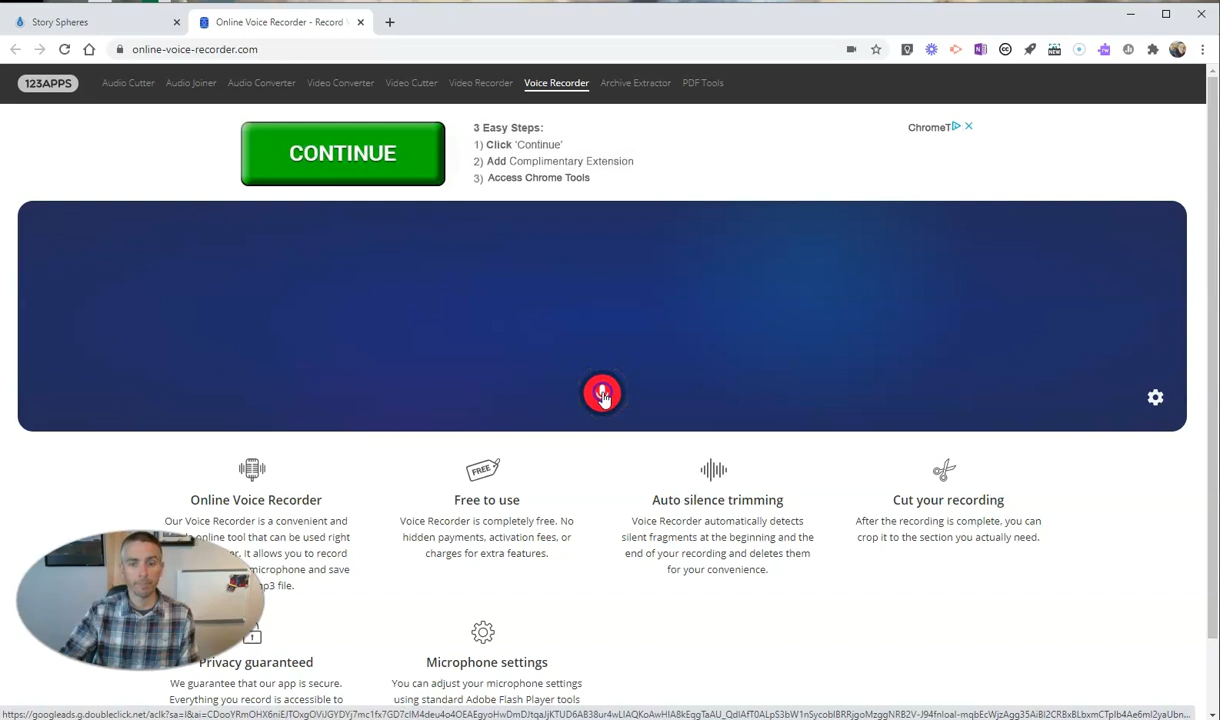 Story Spheres
Online Voice Recorder - Record
online-voice-recorder.com
123APPS
Audio Cutter
Audio Joiner
Audio Converter
Video Converter
Video Cutter
Video Recorder
Voice Recorder
Archive Extractor
PDF Tools
CONTINUE
3 Easy Steps:
1) Click 'Continue'
2) Add Complimentary Extension
3) Access Chrome Tools
ChromeT
Online Voice Recorder
Our Voice Recorder is a convenient and
online tool that can be used right
It allows you to record
microphone and save
mp3 file.
FREE
Free to use
Voice Recorder is completely free. No
hidden payments, activation fees, or
charges for extra features.
Auto silence trimming
Voice Recorder automatically detects
silent fragments at the beginning and the
end of your recording and deletes them
for your convenience.
Cut your recording
After the recording is complete, you can
crop it to the section you actually need.
Privacy guaranteed
We guarantee that our app is secure.
Everything you record is accessible to
Microphone settings
You can adjust your microphone settings
using standard Adobe Flash Player tools